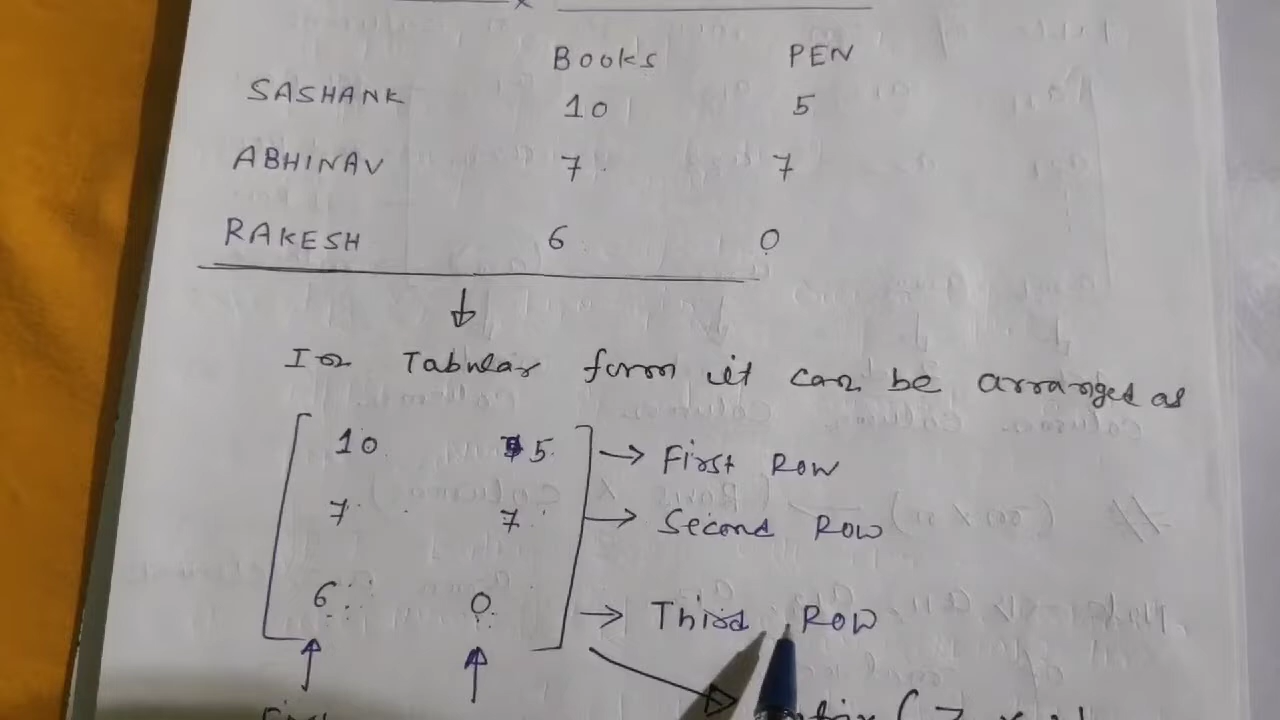 Books PEN
SASHANK 10 5
ABHINAV 7 7
RAKESH 6 0
In Tabular form it can be arranged as
10 5 → First Row
7 7 → Second Row
6 0 → Third Row